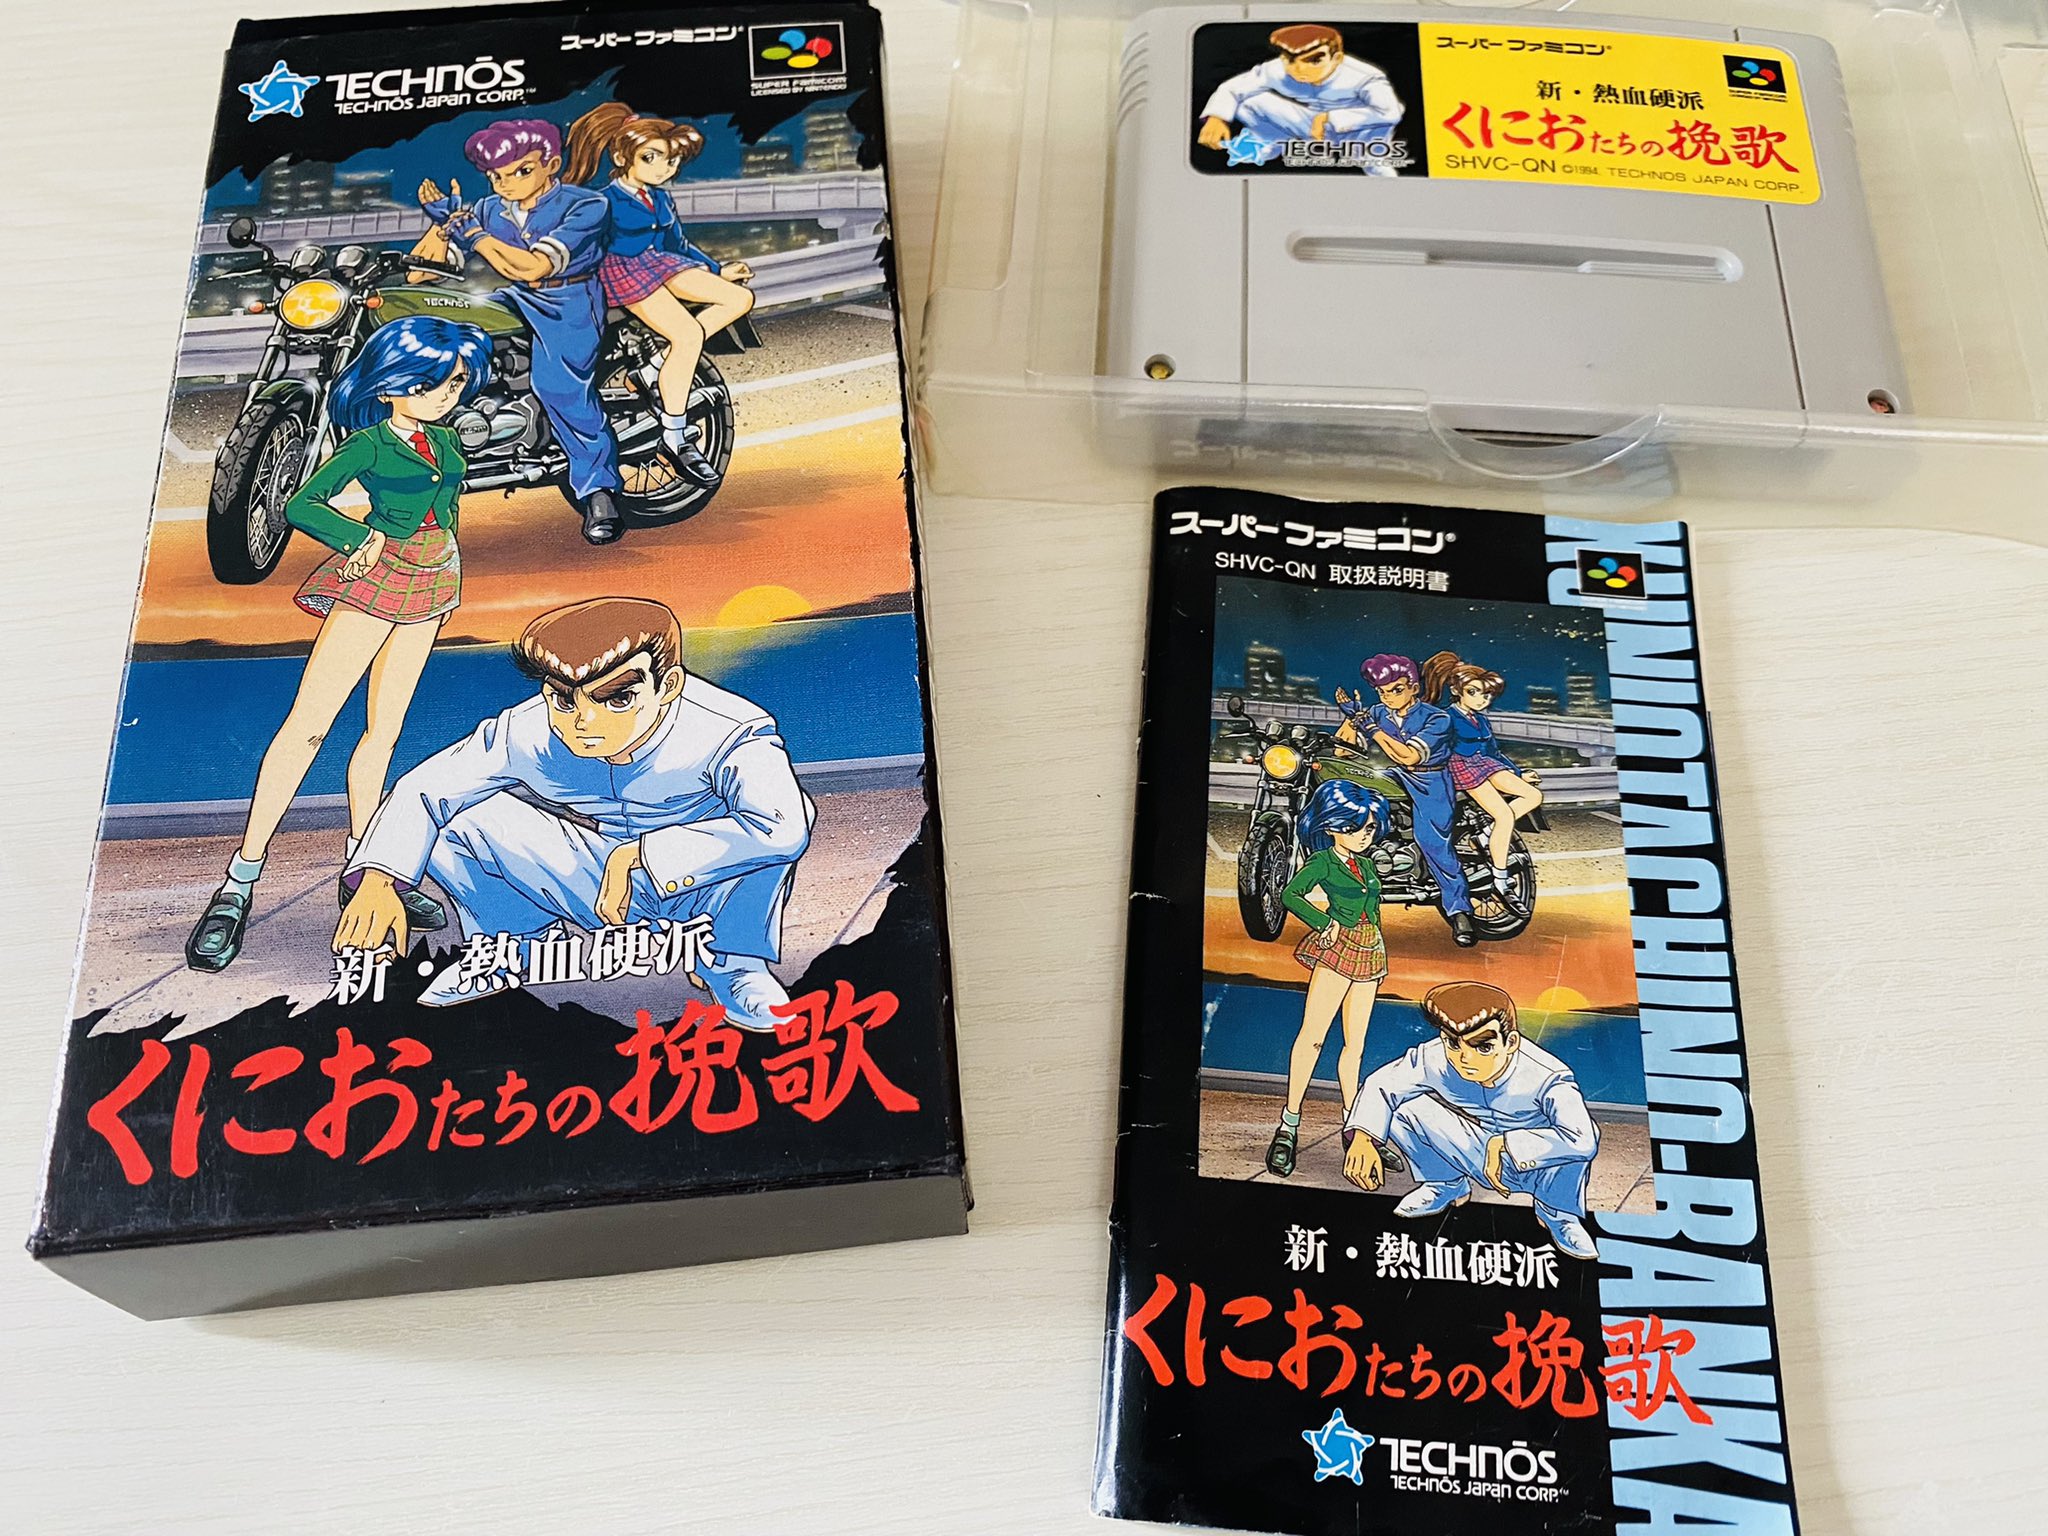 TECHNŌS
TECHNŌS JAPAN CORP.™
スーパーファミコン®
SUPER FAMICOM
LICENSED BY NINTENDO
TECHNOS
新・熱血硬派
くにおたちの挽歌
スーパーファミコン®
新・熱血硬派
くにおたちの挽歌
SHVC-QN ©1994. TECHNOS JAPAN CORP.
TECHNŌS
スーパーファミコン®
SHVC-QN 取扱説明書
KUNIOTACHINO.BANKA
TECHNOS
新・熱血硬派
くにおたちの挽歌
TECHNŌS
TECHNŌS JAPAN CORP.™